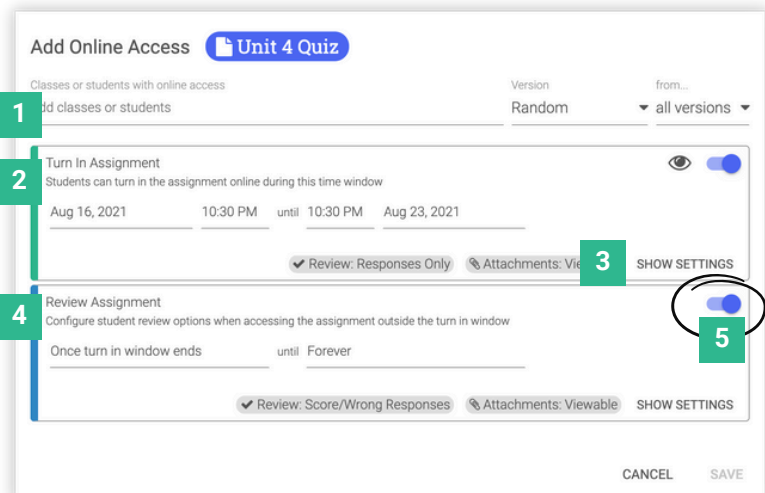 Add Online Access Unit 4 Quiz
Classes or students with online access Version from...
1 dd classes or students Random all versions
Turn In Assignment
2 Students can turn in the assignment online during this time window
Aug 16, 2021 10:30 PM until 10:30 PM Aug 23, 2021
Review: Responses Only Attachments: Vie 3 SHOW SETTINGS
Review Assignment
4 Configure student review options when accessing the assignment outside the turn in window
5
Once turn in window ends until Forever
Review: Score/Wrong Responses Attachments: Viewable SHOW SETTINGS
CANCEL SAVE